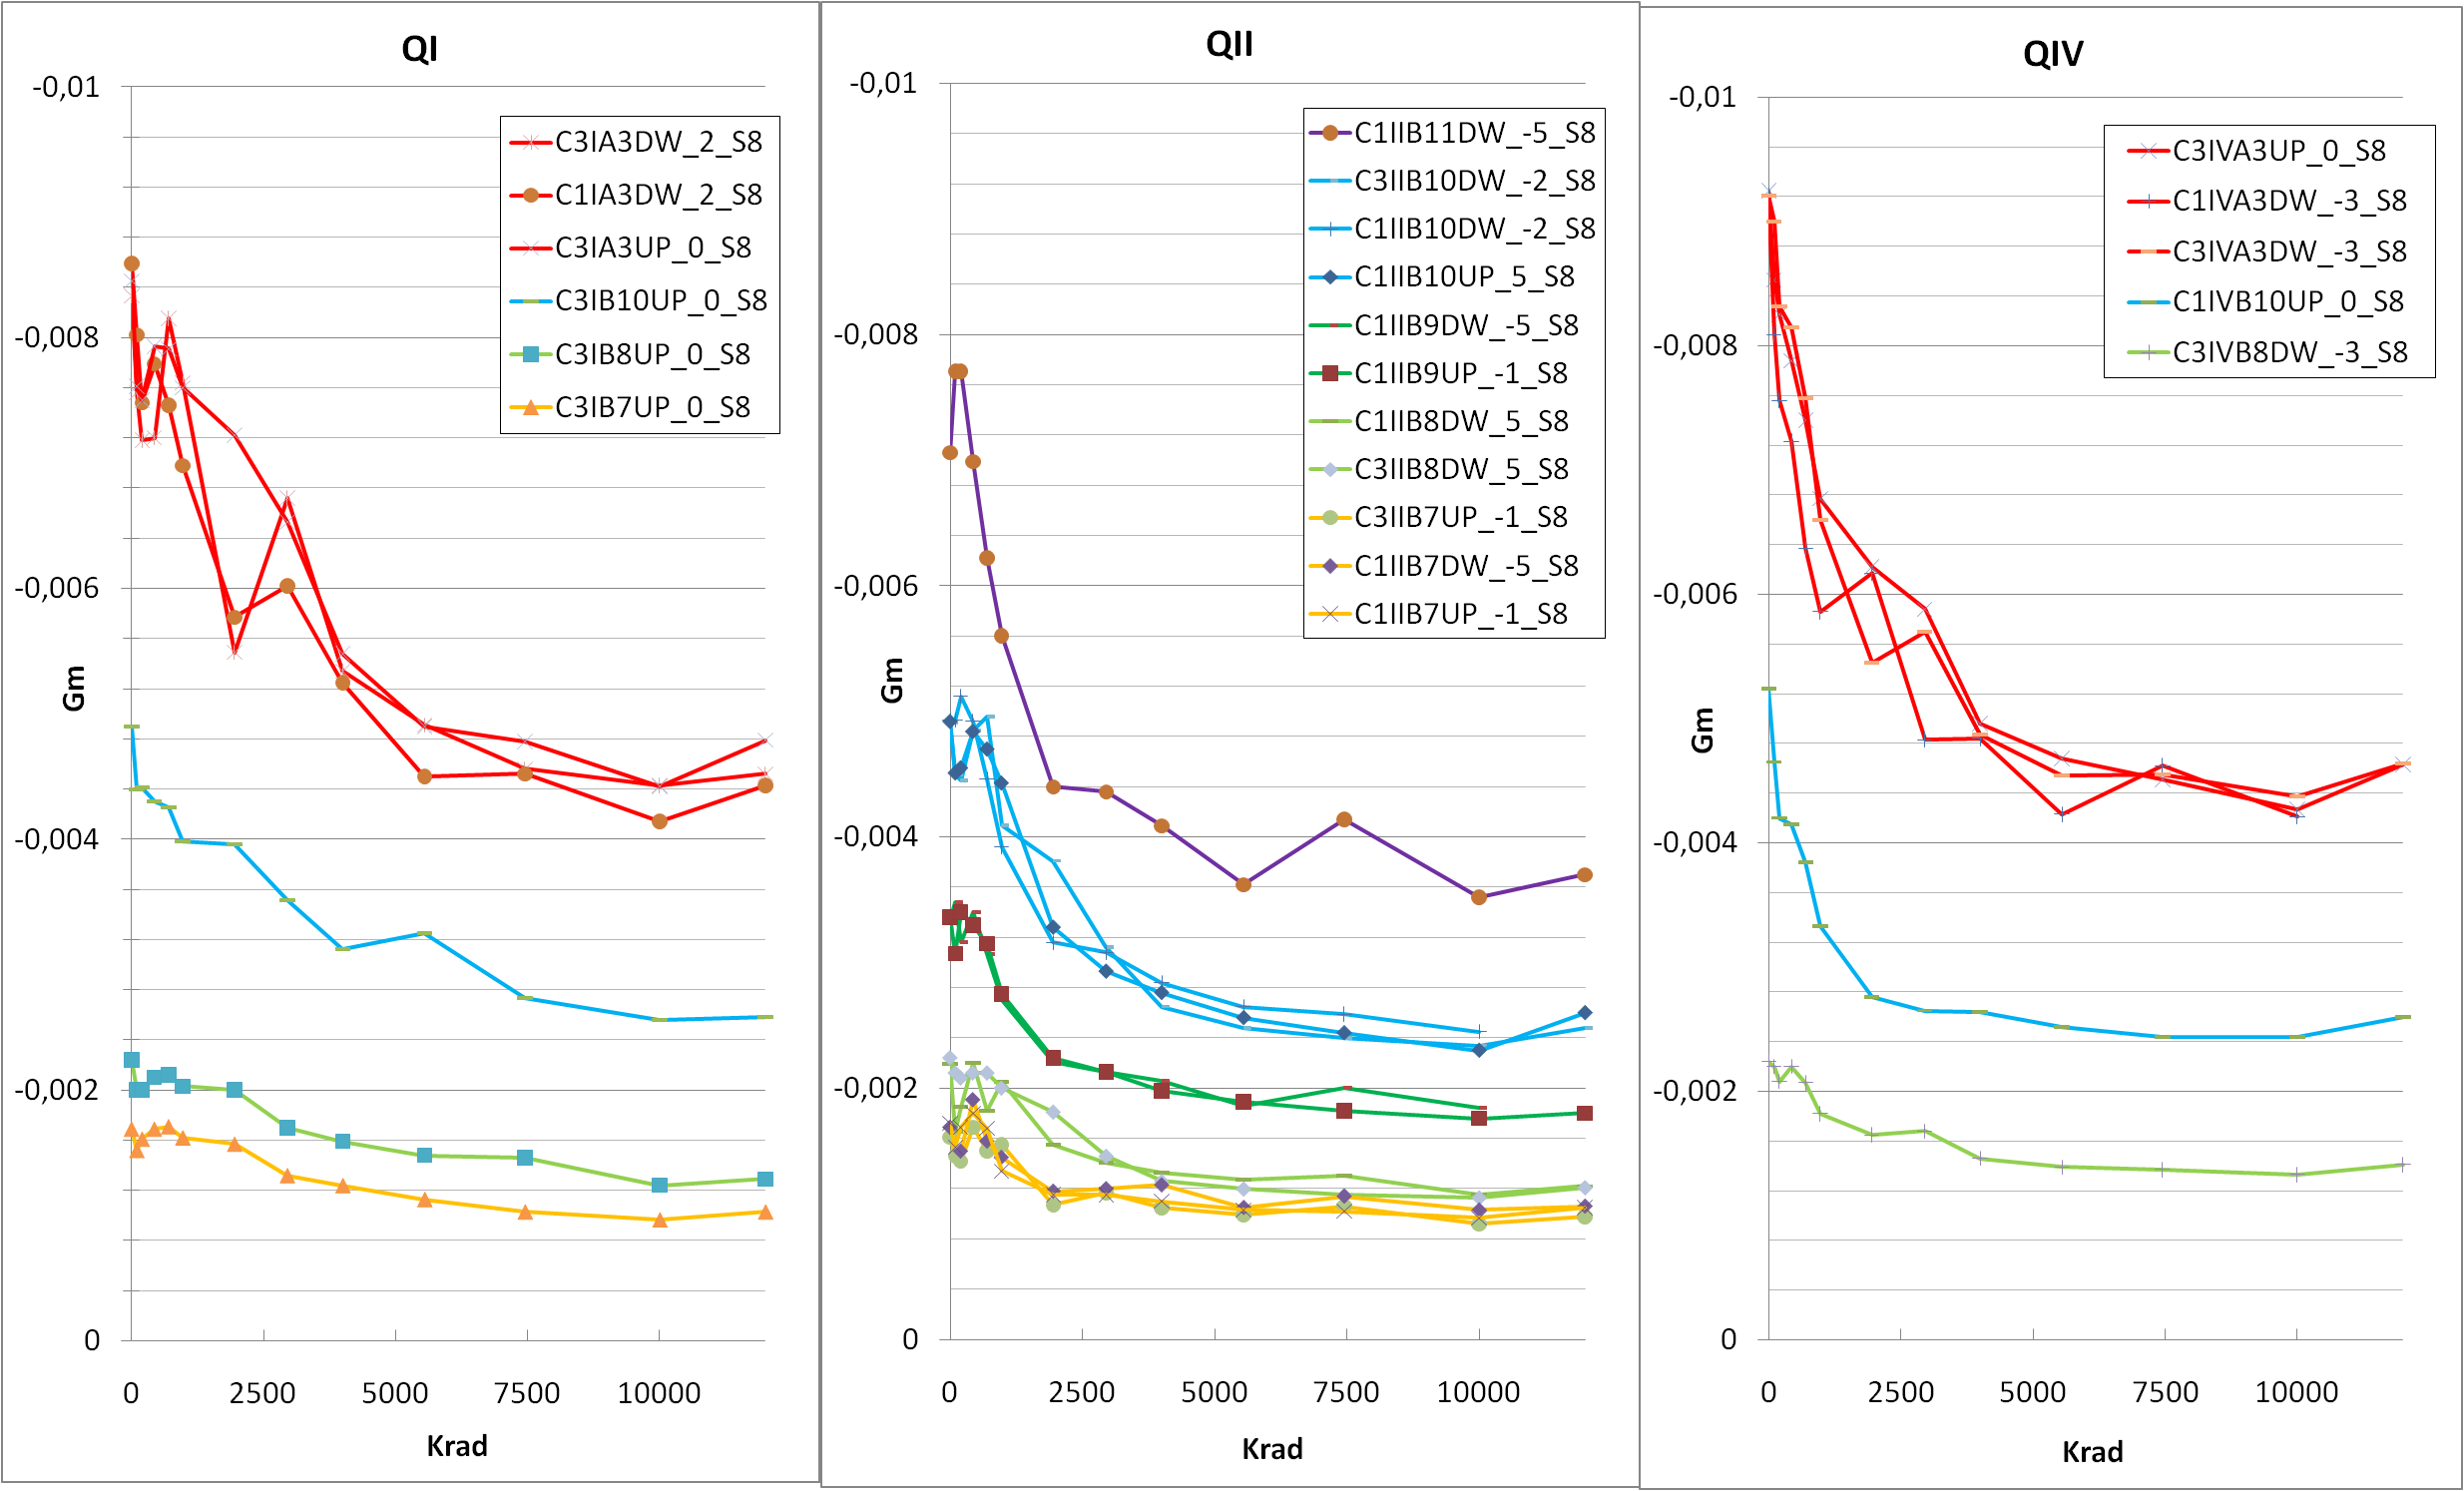 QI
-0,01
-0,008
-0,006
-0,004
-0,002
0
Gm
0 2500 5000 7500 10000
Krad
C3IA3DW_2_S8
C1IA3DW_2_S8
C3IA3UP_0_S8
C3IB10UP_0_S8
C3IB8UP_0_S8
C3IB7UP_0_S8
QII
-0,01
-0,008
-0,006
-0,004
-0,002
0
Gm
0 2500 5000 7500 10000
Krad
C1IIB11DW_-5_S8
C3IIB10DW_-2_S8
C1IIB10DW_-2_S8
C1IIB10UP_5_S8
C1IIB9DW_-5_S8
C1IIB9UP_-1_S8
C1IIB8DW_5_S8
C3IIB8DW_5_S8
C3IIB7UP_-1_S8
C1IIB7DW_-5_S8
C1IIB7UP_-1_S8
QIV
-0,01
-0,008
-0,006
-0,004
-0,002
0
Gm
0 2500 5000 7500 10000
Krad
C3IVA3UP_0_S8
C1IVA3DW_-3_S8
C3IVA3DW_-3_S8
C1IVB10UP_0_S8
C3IVB8DW_-3_S8